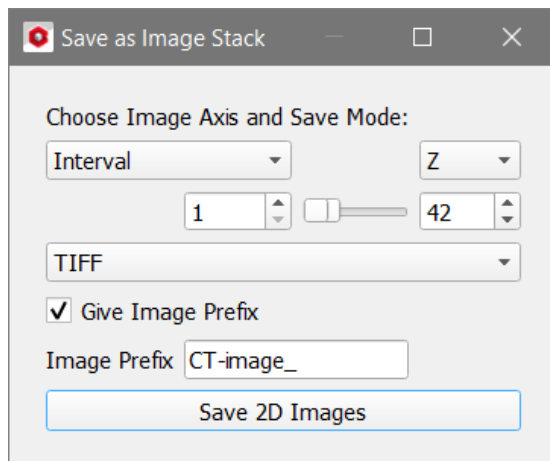 Save as Image Stack
Choose Image Axis and Save Mode:
Interval Z
1 42
TIFF
Give Image Prefix
Image Prefix CT-image_
Save 2D Images